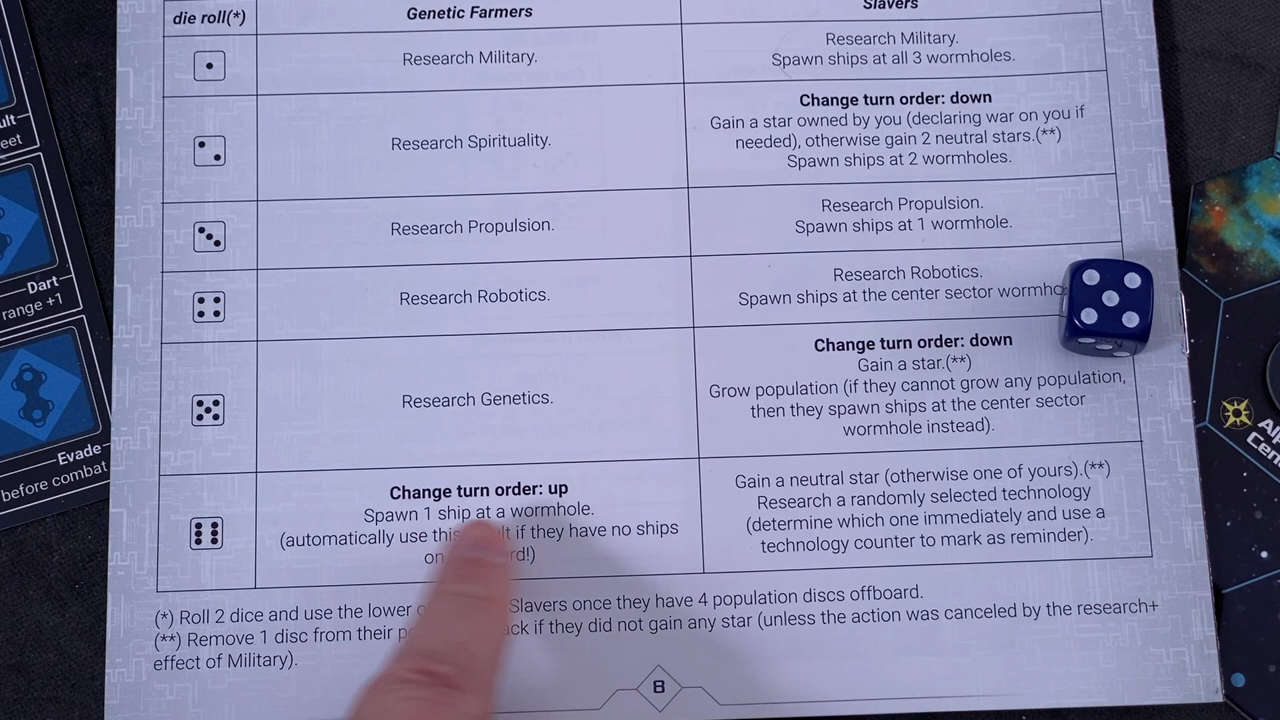 die roll(*)
Genetic Farmers
Slavers
Research Military.
Research Military.
Spawn ships at all 3 wormholes.
Research Spirituality.
Change turn order: down
Gain a star owned by you (declaring war on you if
needed), otherwise gain 2 neutral stars.(**)
Spawn ships at 2 wormholes.
Research Propulsion.
Research Propulsion.
Spawn ships at 1 wormhole.
Research Robotics.
Research Robotics.
Spawn ships at the center sector
Research Genetics.
Change turn order: down
Gain a star.(**)
Grow population (if they cannot grow any population,
then they spawn ships at the center sector
wormhole instead).
Change turn order: up
Spawn 1 ship at a wormhole.
(automatically use this if they have no ships
Gain a neutral star (otherwise one of yours).(**)
Research a randomly selected technology
(determine which one immediately and use a
technology counter to mark as reminder).
(*) Roll 2 dice and use the lower Slavers once they have 4 population discs offboard.
(**) Remove 1 disc from their if they did not gain any star (unless the action was canceled by the research+
effect of Military).
8
Dart
range +1
Evade
before combat